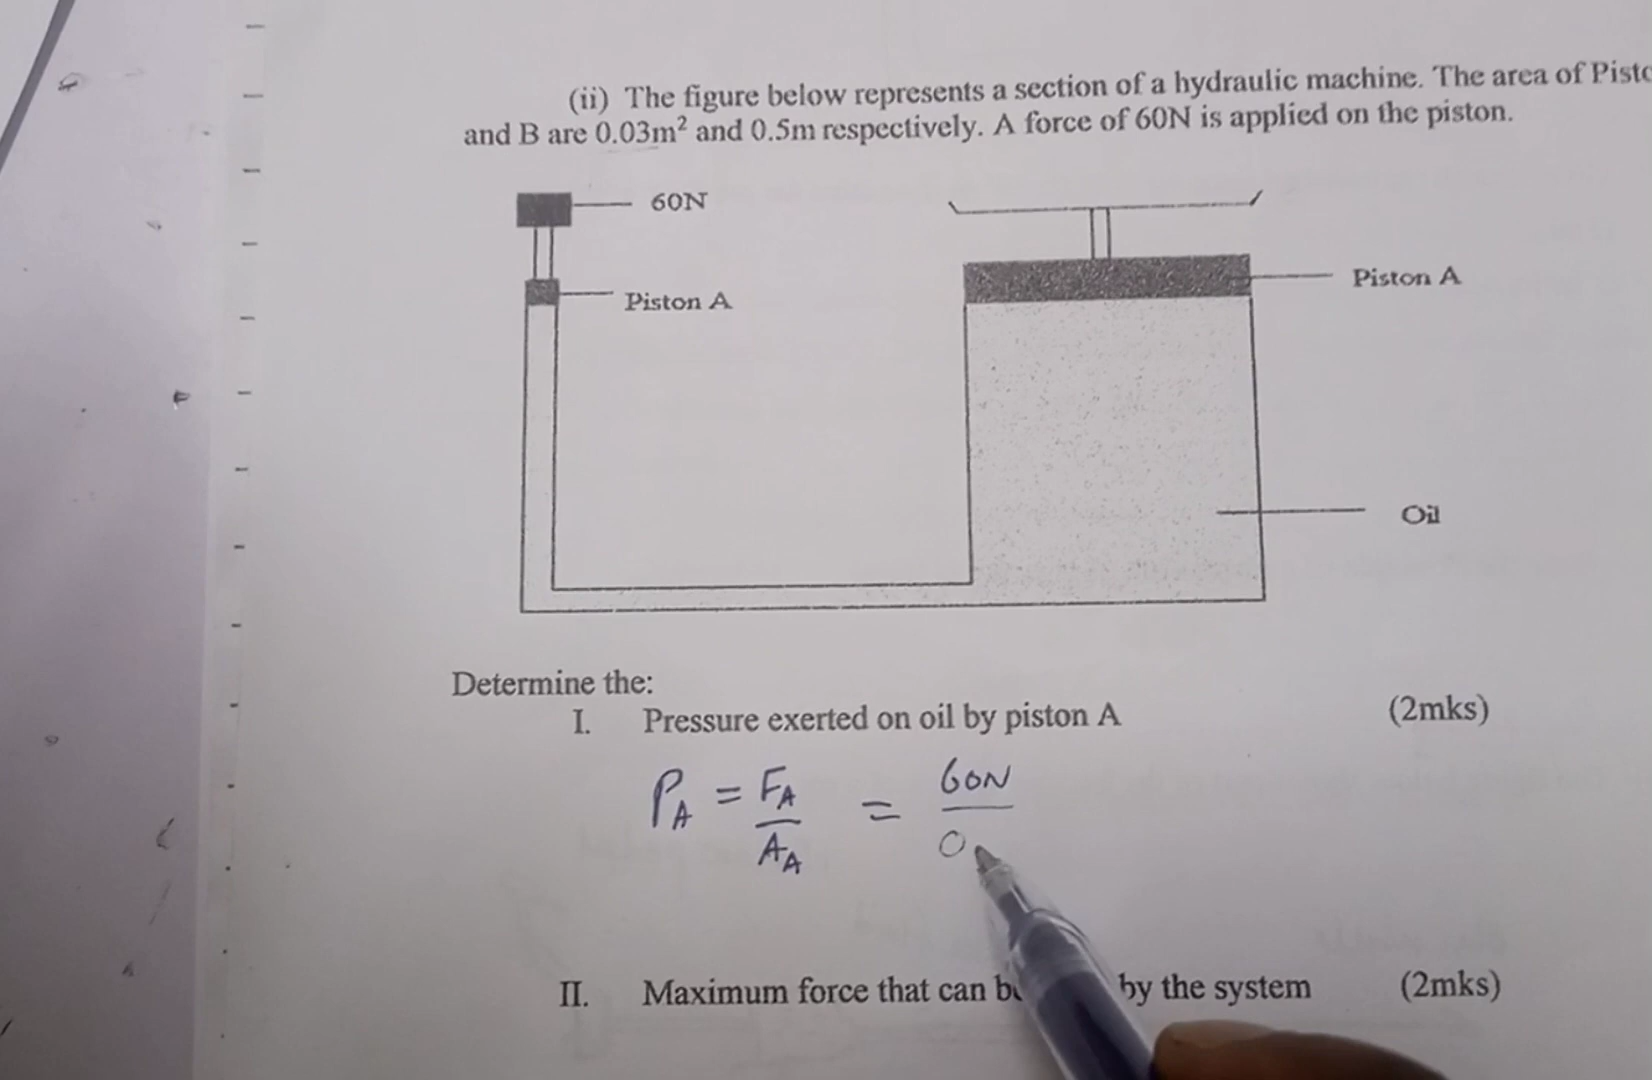 (ii) The figure below represents a section of a hydraulic machine. The area of
and B are 0.03m² and 0.5m respectively. A force of 60N is applied on the piston.
60N
Piston A
Piston A
Oil
Determine the:
I. Pressure exerted on oil by piston A (2mks)
P_A = F_A / A_A = 60N / 0.
II. Maximum force that can by the system (2mks)